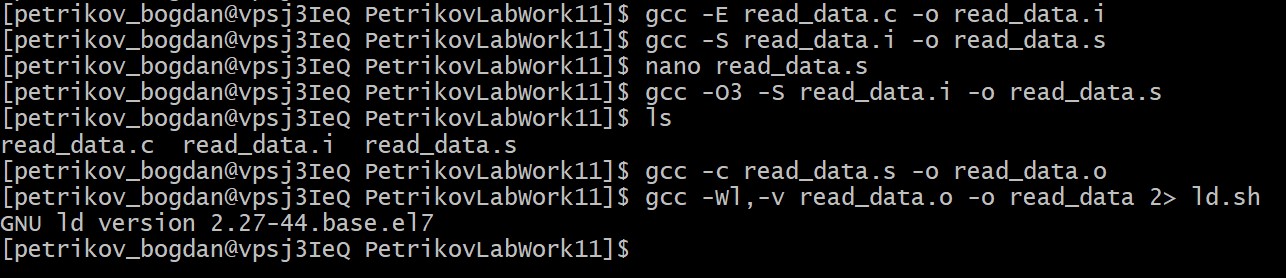 [petrikov_bogdan@vpsj3IeQ PetrikovLabWork11]$ gcc -E read_data.c -o read_data.i
[petrikov_bogdan@vpsj3IeQ PetrikovLabWork11]$ gcc -S read_data.i -o read_data.s
[petrikov_bogdan@vpsj3IeQ PetrikovLabWork11]$ nano read_data.s
[petrikov_bogdan@vpsj3IeQ PetrikovLabWork11]$ gcc -O3 -S read_data.i -o read_data.s
[petrikov_bogdan@vpsj3IeQ PetrikovLabWork11]$ ls
read_data.c  read_data.i  read_data.s
[petrikov_bogdan@vpsj3IeQ PetrikovLabWork11]$ gcc -c read_data.s -o read_data.o
[petrikov_bogdan@vpsj3IeQ PetrikovLabWork11]$ gcc -Wl,-v read_data.o -o read_data 2> ld.sh
GNU ld version 2.27-44.base.el7
[petrikov_bogdan@vpsj3IeQ PetrikovLabWork11]$